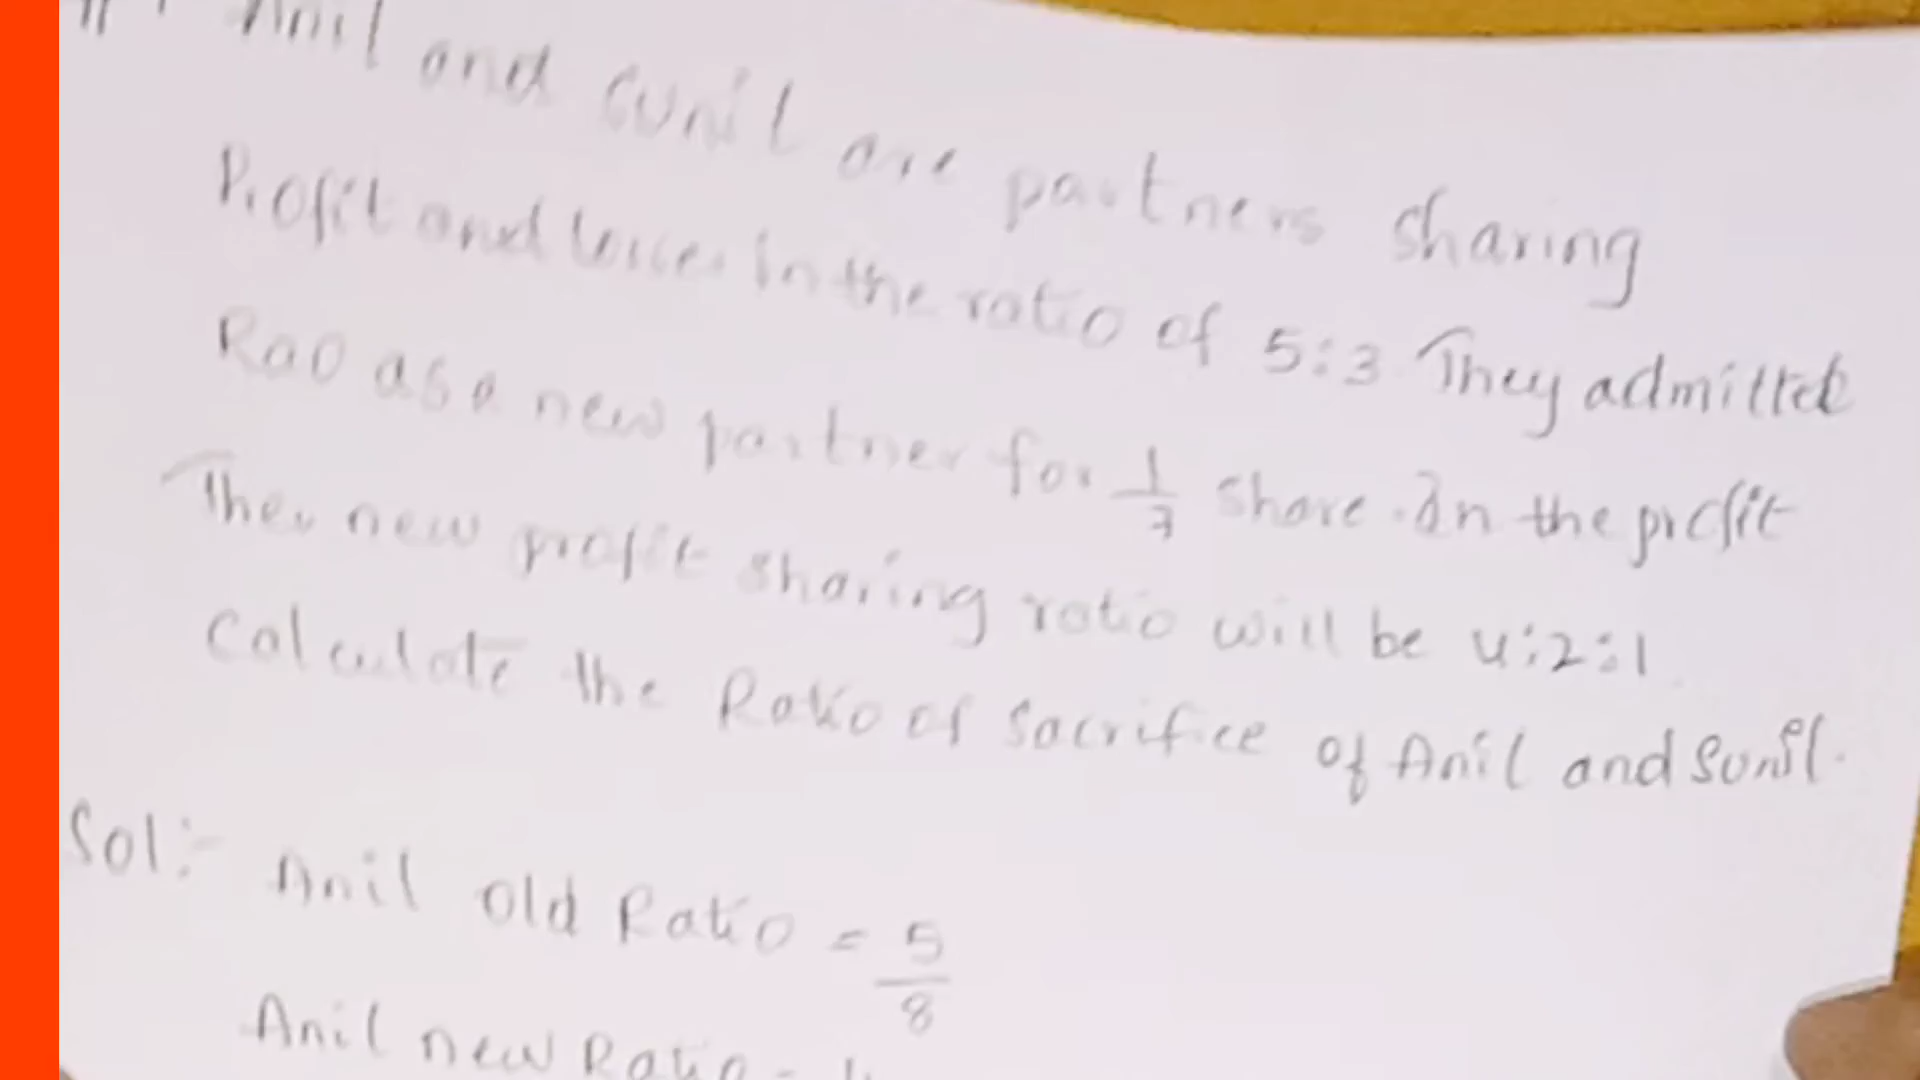 Anil and Sunil are partners sharing
Profit and losses in the ratio of 5:3 They admitted
Rao as a new partner for 1/7 share. In the profit
Their new profit sharing ratio will be 4:2:1
Calculate the Ratio of sacrifice of Anil and Sunil.
Sol:- Anil old Ratio = 5/8
Anil new Ratio =